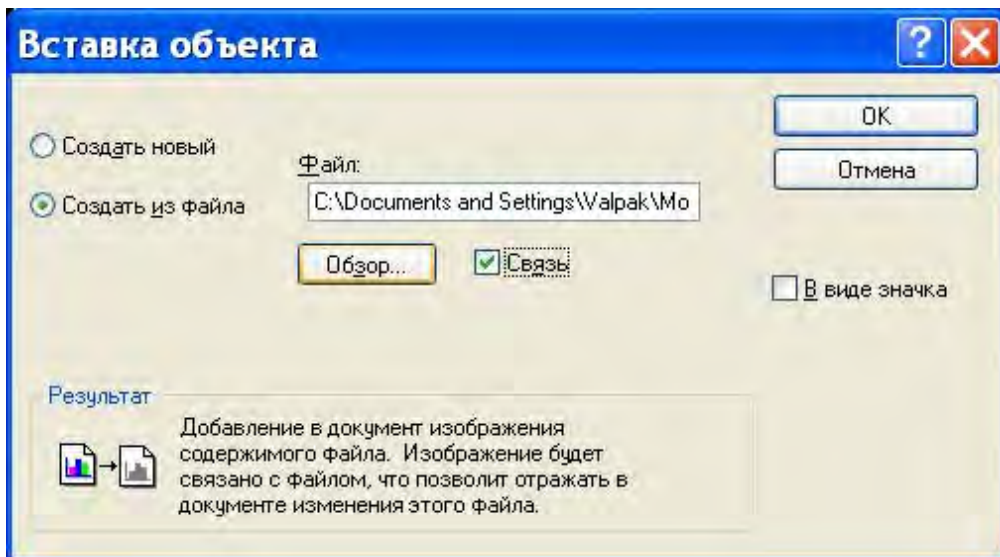 Вставка объекта
Создать новый
Создать из файла
Файл:
C:\Documents and Settings\Valpak\Mo
Обзор...
Связь
OK
Отмена
В виде значка
Результат
Добавление в документ изображения
содержимого файла. Изображение будет
связано с файлом, что позволит отражать в
документе изменения этого файла.